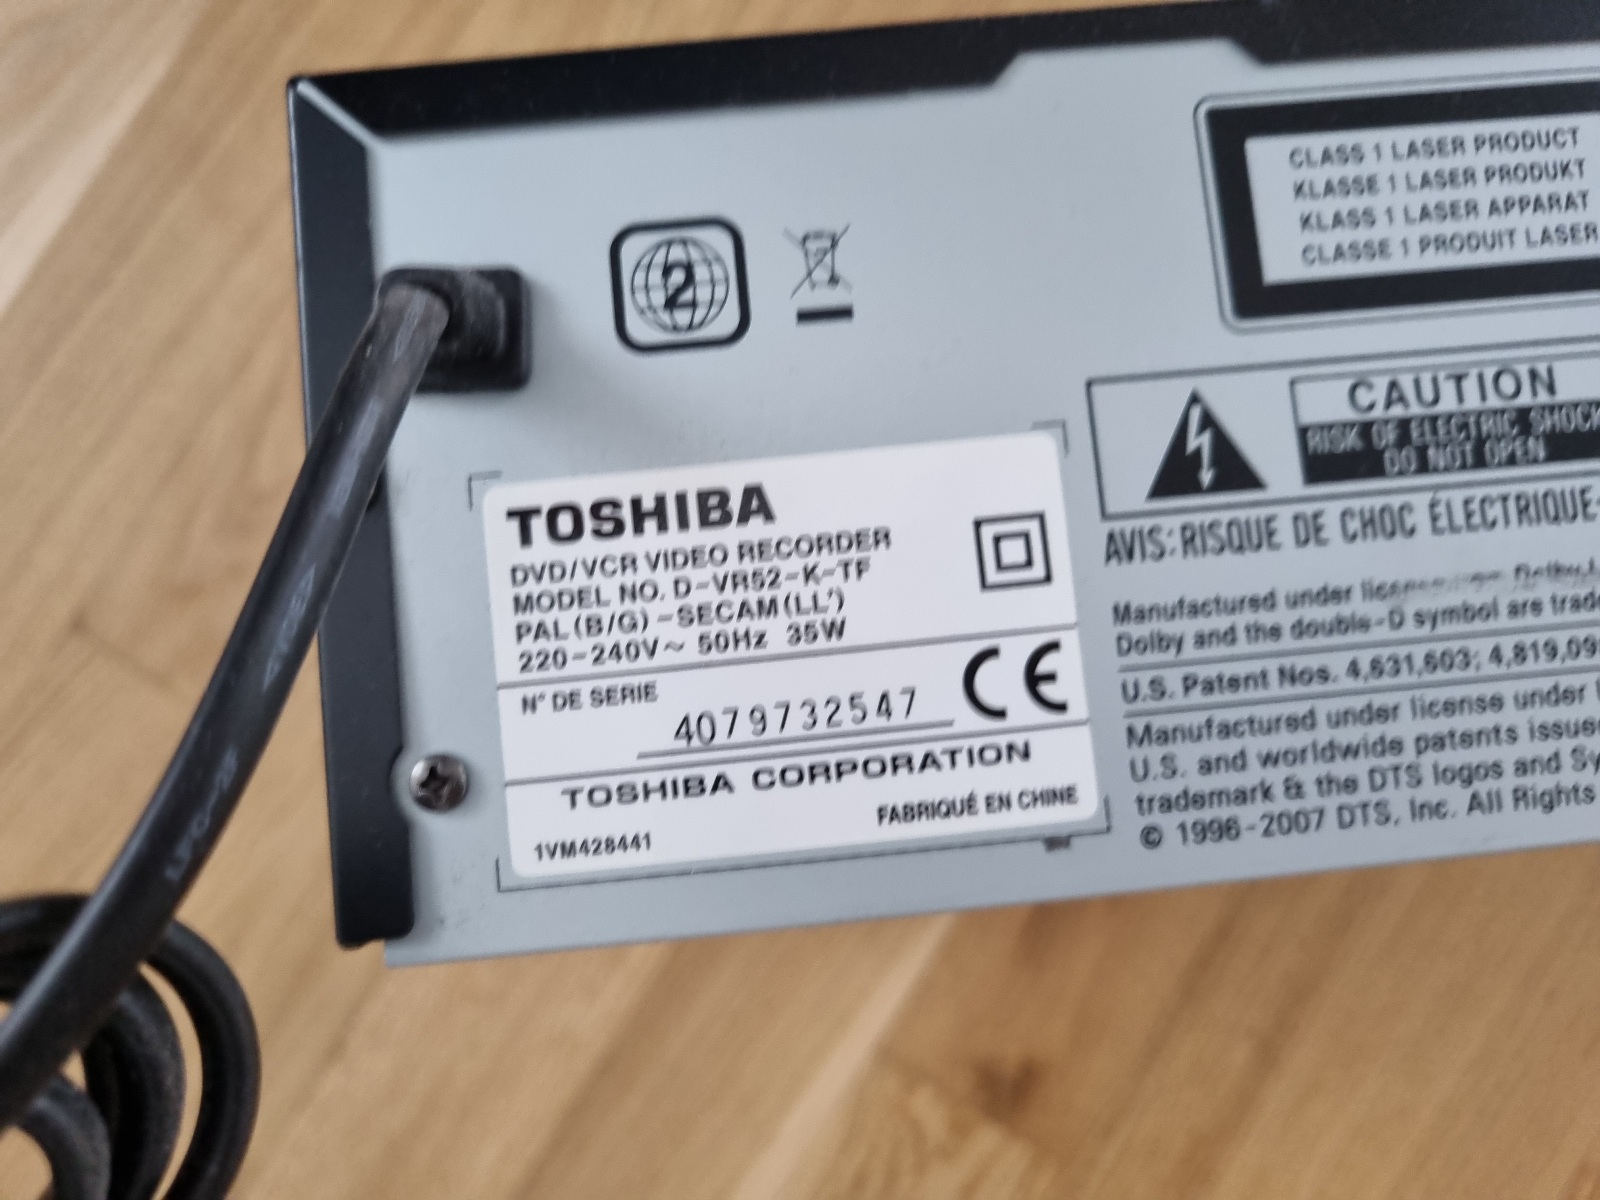 2
CLASS 1 LASER PRODUCT
KLASSE 1 LASER PRODUKT
KLASS 1 LASER APPARAT
CLASSE 1 PRODUIT LASER
CAUTION
RISK OF ELECTRIC SHOCK
DO NOT OPEN
AVIS: RISQUE DE CHOC ÉLECTRIQUE-
TOSHIBA
DVD/VCR VIDEO RECORDER
MODEL NO. D-VR52-K-TF
PAL(B/G)-SECAM(LL')
220-240V~ 50Hz 35W
N° DE SERIE
4079732547
CE
TOSHIBA CORPORATION
FABRIQUÉ EN CHINE
1VM428441
Manufactured under
Dolby and the double-D symbol are
U.S. Patent Nos. 4,631,603; 4,819,09
Manufactured under license under
U.S. and worldwide patents
trademark & the DTS logos and
© 1996-2007 DTS, Inc. All Rights